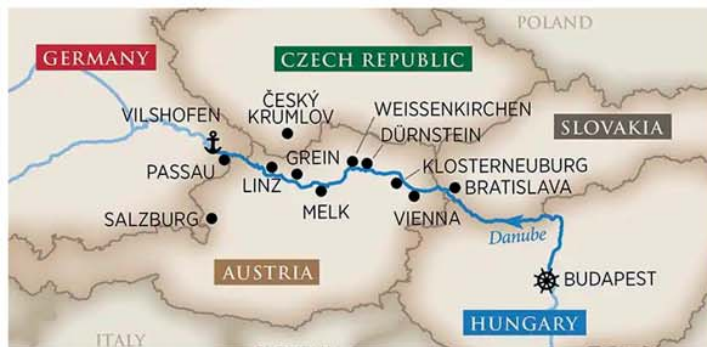 POLAND
GERMANY
CZECH REPUBLIC
ČESKÝ
KRUMLOV
VILSHOFEN
WEISSENKIRCHEN
DÜRNSTEIN
SLOVAKIA
GREIN
PASSAU
LINZ
KLOSTERNEUBURG
BRATISLAVA
MELK
VIENNA
SALZBURG
Danube
AUSTRIA
BUDAPEST
HUNGARY
ITALY